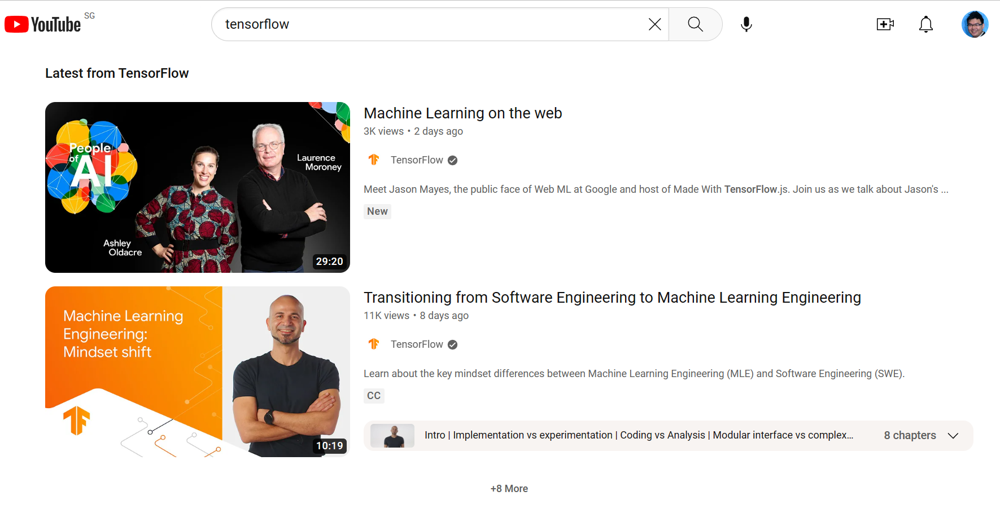 YouTube SG
tensorflow
Latest from TensorFlow
People
of AI
Laurence
Moroney
Ashley
Oldacre
29:20
Machine Learning on the web
3K views • 2 days ago
TensorFlow
Meet Jason Mayes, the public face of Web ML at Google and host of Made With TensorFlow.js. Join us as we talk about Jason's ...
New
Machine Learning
Engineering:
Mindset shift
10:19
Transitioning from Software Engineering to Machine Learning Engineering
11K views • 8 days ago
TensorFlow
Learn about the key mindset differences between Machine Learning Engineering (MLE) and Software Engineering (SWE).
CC
Intro | Implementation vs experimentation | Coding vs Analysis | Modular interface vs complex... 8 chapters
+8 More